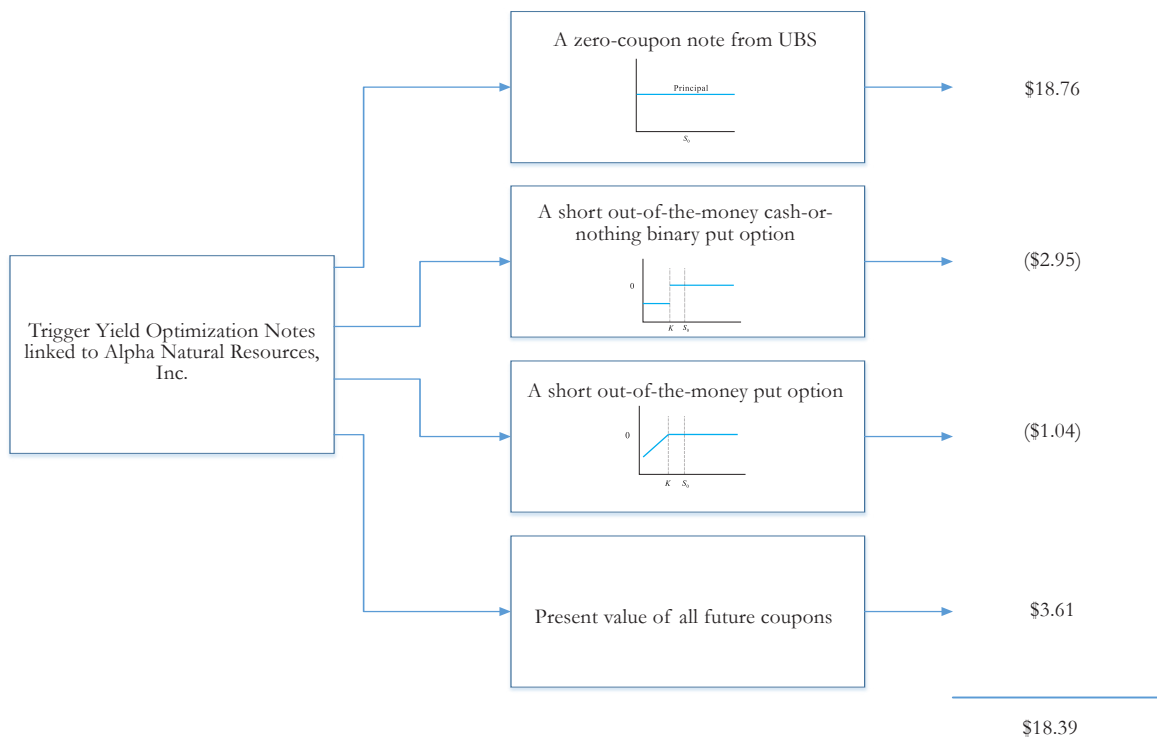 A zero-coupon note from UBS
Principal
S₀
$18.76
A short out-of-the-money cash-or-
nothing binary put option
0
K
S₀
($2.95)
Trigger Yield Optimization Notes
linked to Alpha Natural Resources,
Inc.
A short out-of-the-money put option
0
K
S₀
($1.04)
Present value of all future coupons
$3.61
$18.39